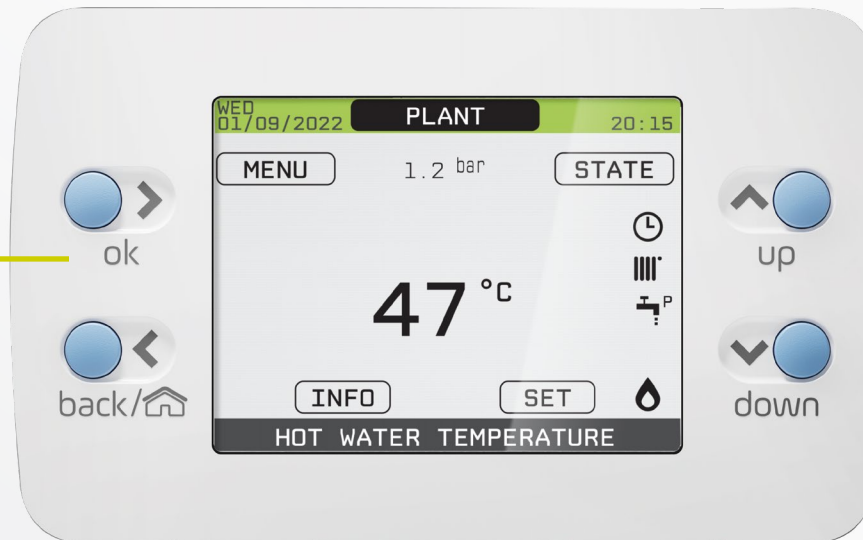 WED
01/09/2022 PLANT 20:15
MENU 1.2 bar STATE
ok up
47 °C
P
back/ down
INFO SET
HOT WATER TEMPERATURE